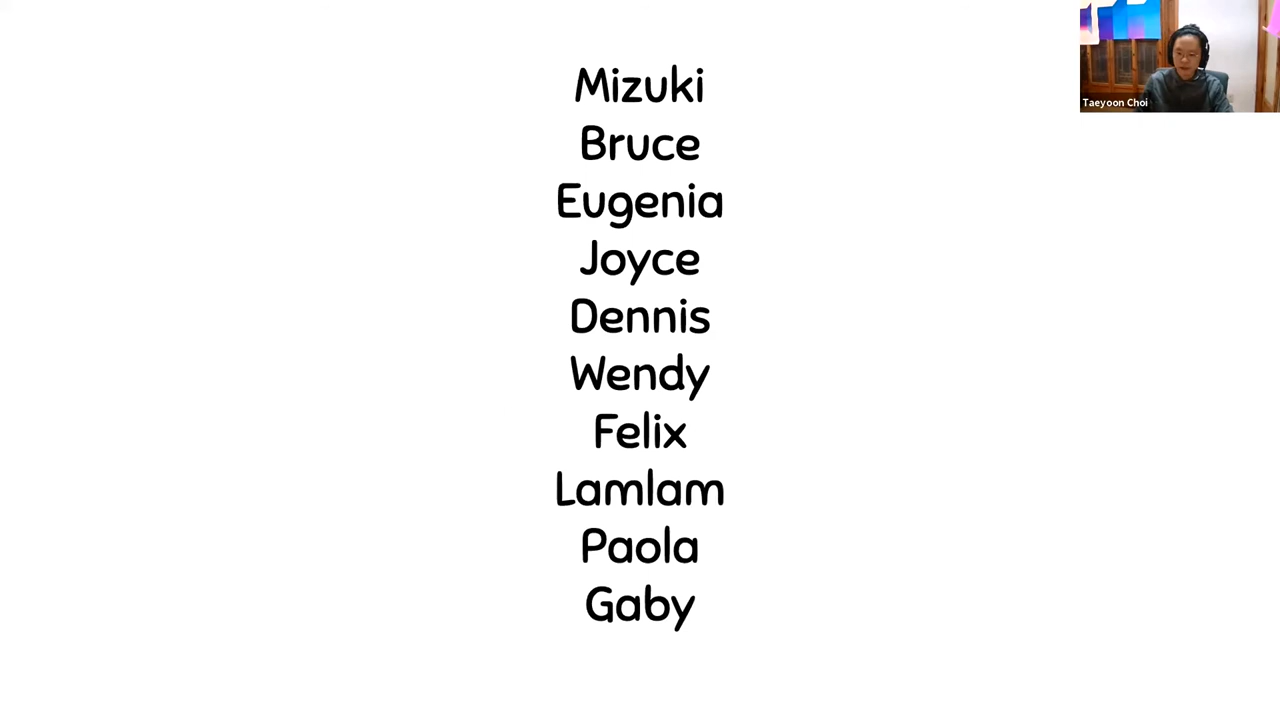 Mizuki
Bruce
Eugenia
Joyce
Dennis
Wendy
Felix
Lamlam
Paola
Gaby
Taeyoon Choi